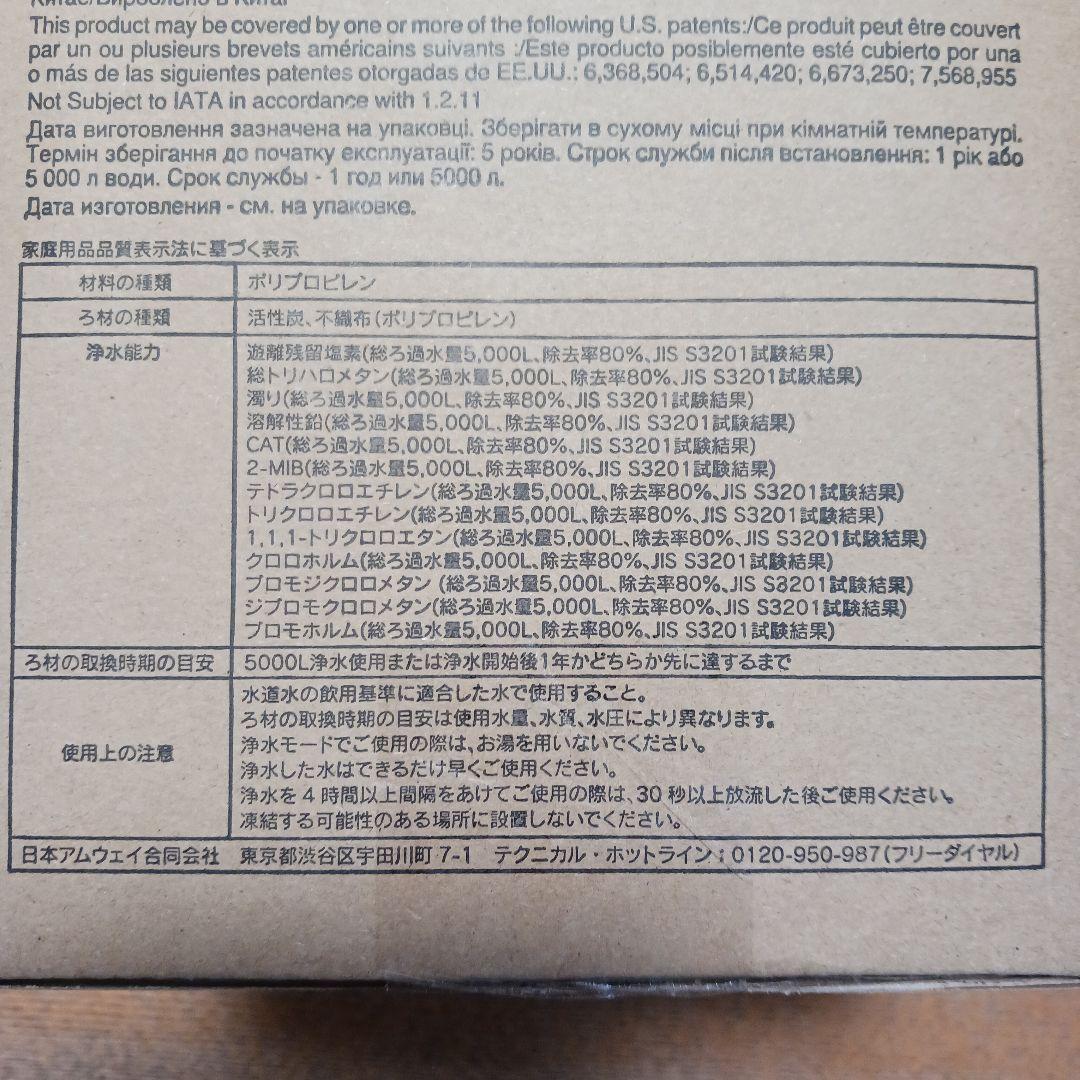 This product may be covered by one or more of the following U.S. patents:/Ce produit peut être couvert
par un ou plusieurs brevets américains suivants :/Este producto posiblemente esté cubierto por una
o más de las siguientes patentes otorgadas de EE.UU.: 6,368,504; 6,514,420; 6,673,250; 7,568,955
Not Subject to IATA in accordance with 1.2.11
Дата виготовлення зазначена на упаковці. Зберігати в сухому місці при кімнатній температурі.
Термін зберігання до початку експлуатації: 5 років. Строк служби після встановлення: 1 рік або
5 000 л води. Срок службы - 1 год или 5000 л.
Дата изготовления - см. на упаковке.
家庭用品品質表示法に基づく表示
材料の種類 ポリプロピレン
ろ材の種類 活性炭、不織布(ポリプロピレン)
浄水能力 遊離残留塩素(総ろ過水量5,000L、除去率80%、JIS S3201試験結果)
総トリハロメタン(総ろ過水量5,000L、除去率80%、JIS S3201試験結果)
濁り(総ろ過水量5,000L、除去率80%、JIS S3201試験結果)
溶解性鉛(総ろ過水量5,000L、除去率80%、JIS S3201試験結果)
CAT(総ろ過水量5,000L、除去率80%、JIS S3201試験結果)
2-MIB(総ろ過水量5,000L、除去率80%、JIS S3201試験結果)
テトラクロロエチレン(総ろ過水量5,000L、除去率80%、JIS S3201試験結果)
トリクロロエチレン(総ろ過水量5,000L、除去率80%、JIS S3201試験結果)
1,1,1-トリクロロエタン(総ろ過水量5,000L、除去率80%、JIS S3201試験結果)
クロロホルム(総ろ過水量5,000L、除去率80%、JIS S3201試験結果)
ブロモジクロロメタン (総ろ過水量5,000L、除去率80%、JIS S3201試験結果)
ジブロモクロロメタン(総ろ過水量5,000L、除去率80%、JIS S3201試験結果)
ブロモホルム(総ろ過水量5,000L、除去率80%、JIS S3201試験結果)
ろ材の取換時期の目安 5000L浄水使用または浄水開始後1年かどちらか先に達するまで
使用上の注意 水道水の飲用基準に適合した水で使用すること。
ろ材の取換時期の目安は使用水量、水質、水圧により異なります。
浄水モードでご使用の際は、お湯を用いないでください。
浄水した水はできるだけ早くご使用ください。
浄水を4時間以上間隔をあけてご使用の際は、30秒以上放流した後ご使用ください。
凍結する可能性のある場所に設置しないでください。
日本アムウェイ合同会社 東京都渋谷区宇田川町 7-1 テクニカル・ホットライン：0120-950-987(フリーダイヤル)